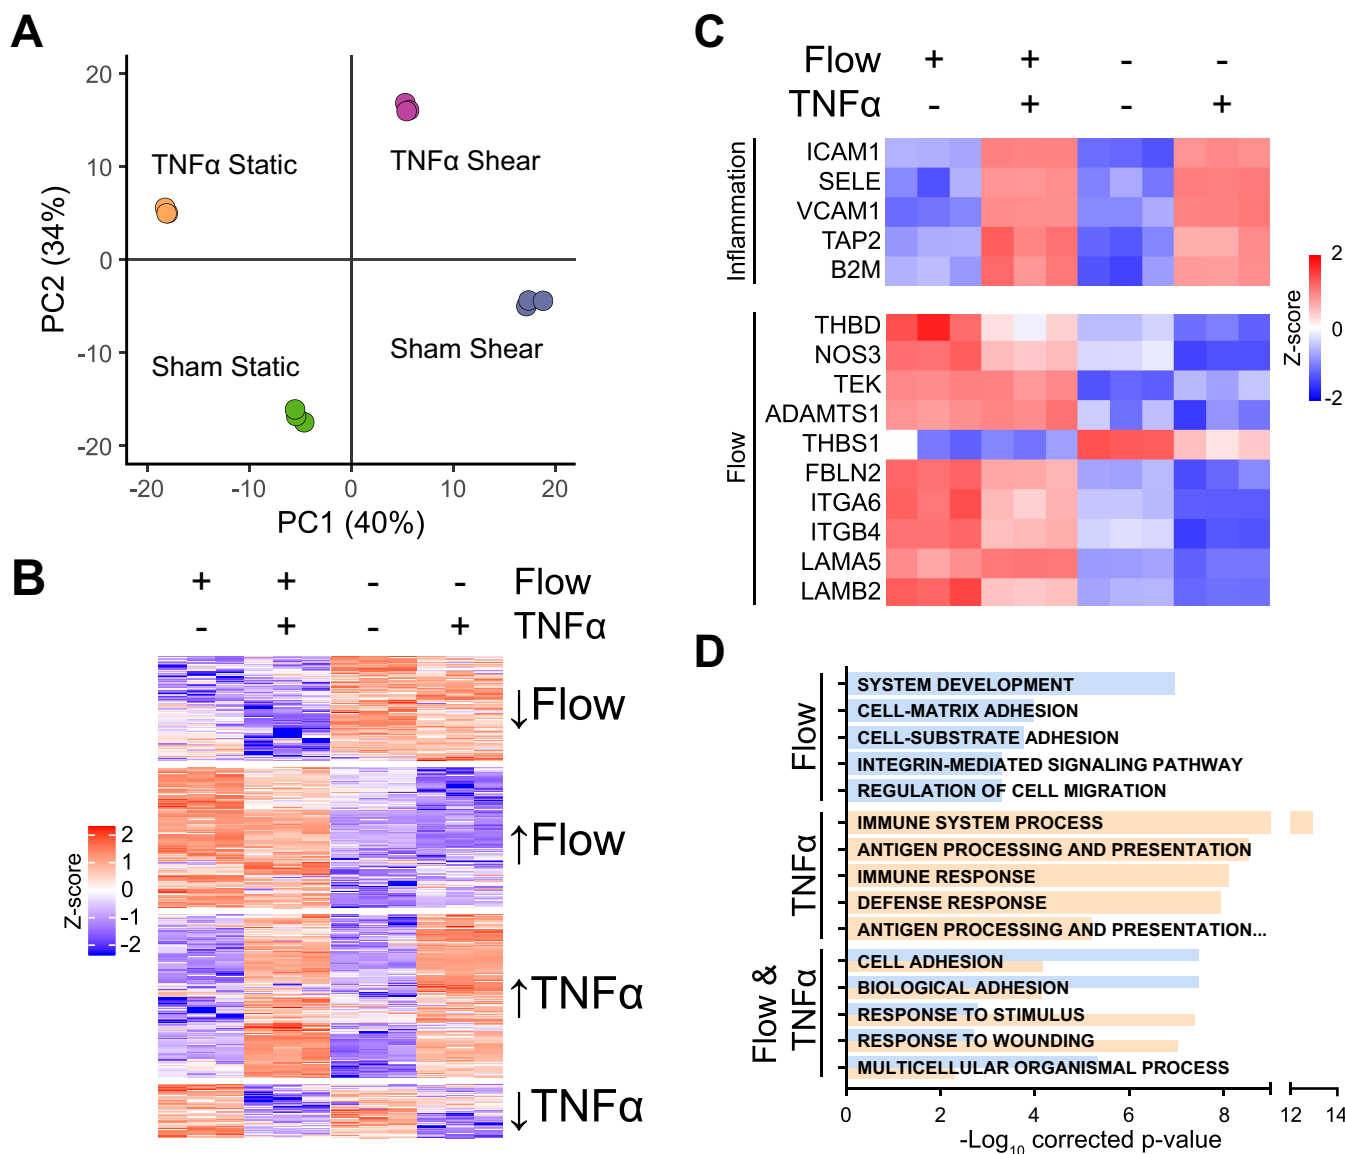 A
20
10
0
-10
-20
-20
-10
0
10
20
PC2 (34%)
PC1 (40%)
TNFα Static
TNFα Shear
Sham Static
Sham Shear
B
+ + - - Flow
- + - + TNFα
↓Flow
↑Flow
↑TNFα
↓TNFα
Z-score
2
1
0
-1
-2
C
Flow + + - -
TNFα - + - +
Inflammation
ICAM1
SELE
VCAM1
TAP2
B2M
Flow
THBD
NOS3
TEK
ADAMTS1
THBS1
FBLN2
ITGA6
ITGB4
LAMA5
LAMB2
Z-score
2
0
-2
D
Flow
SYSTEM DEVELOPMENT
CELL-MATRIX ADHESION
CELL-SUBSTRATE ADHESION
INTEGRIN-MEDIATED SIGNALING PATHWAY
REGULATION OF CELL MIGRATION
TNFα
IMMUNE SYSTEM PROCESS
ANTIGEN PROCESSING AND PRESENTATION
IMMUNE RESPONSE
DEFENSE RESPONSE
ANTIGEN PROCESSING AND PRESENTATION...
Flow &
TNFα
CELL ADHESION
BIOLOGICAL ADHESION
RESPONSE TO STIMULUS
RESPONSE TO WOUNDING
MULTICELLULAR ORGANISMAL PROCESS
0 2 4 6 8 12 14
-Log10 corrected p-value